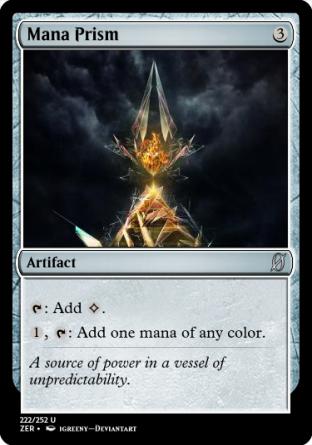 Mana Prism 3
Artifact
: Add .
1, : Add one mana of any color.
A source of power in a vessel of
unpredictability.
222/252 U
ZER • IGREENY—DEVIANTART